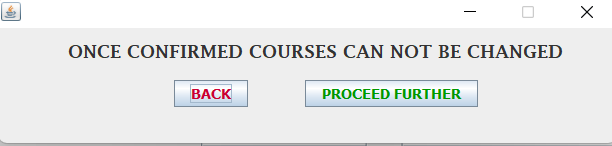 ONCE CONFIRMED COURSES CAN NOT BE CHANGED
BACK
PROCEED FURTHER